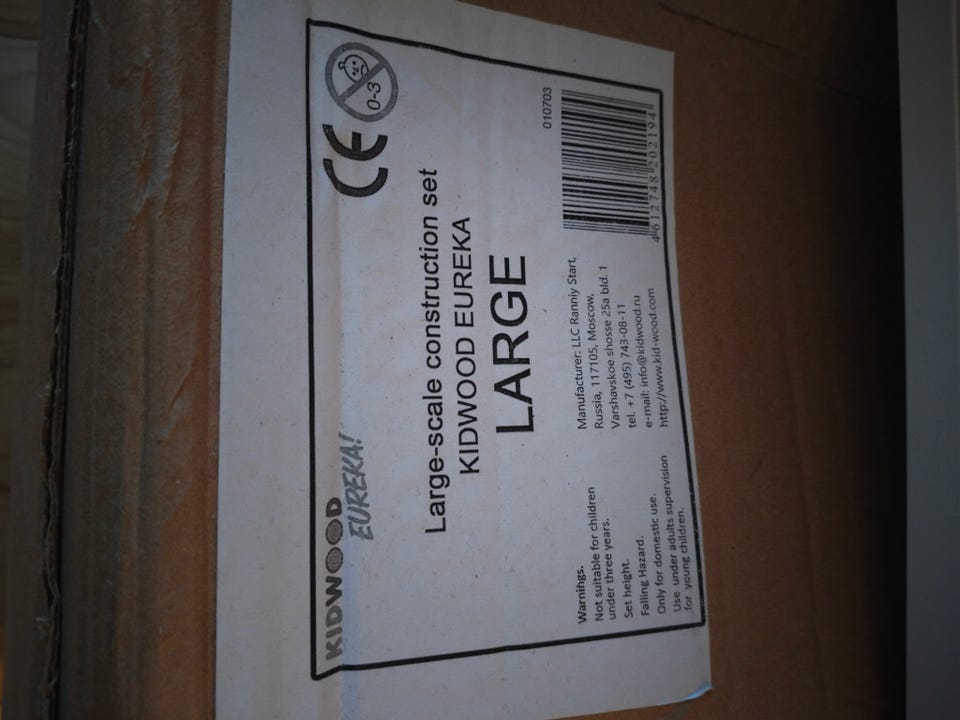 KIDWOOD
EUREKA!
CE
0-3
Large-scale construction set
KIDWOOD EUREKA
LARGE
010703
4612748202194
Warnings.
Not suitable for children
under three years.
Set height.
Falling Hazard.
Only for domestic use.
Use under adults supervision
for young children.
Manufacturer: LLC Ranniy Start,
Russia, 117105, Moscow,
Varshavskoe shosse 25a bld. 1
tel. +7 (495) 743-08-11
e-mail: info@kidwood.ru
http://www.kid-wood.com